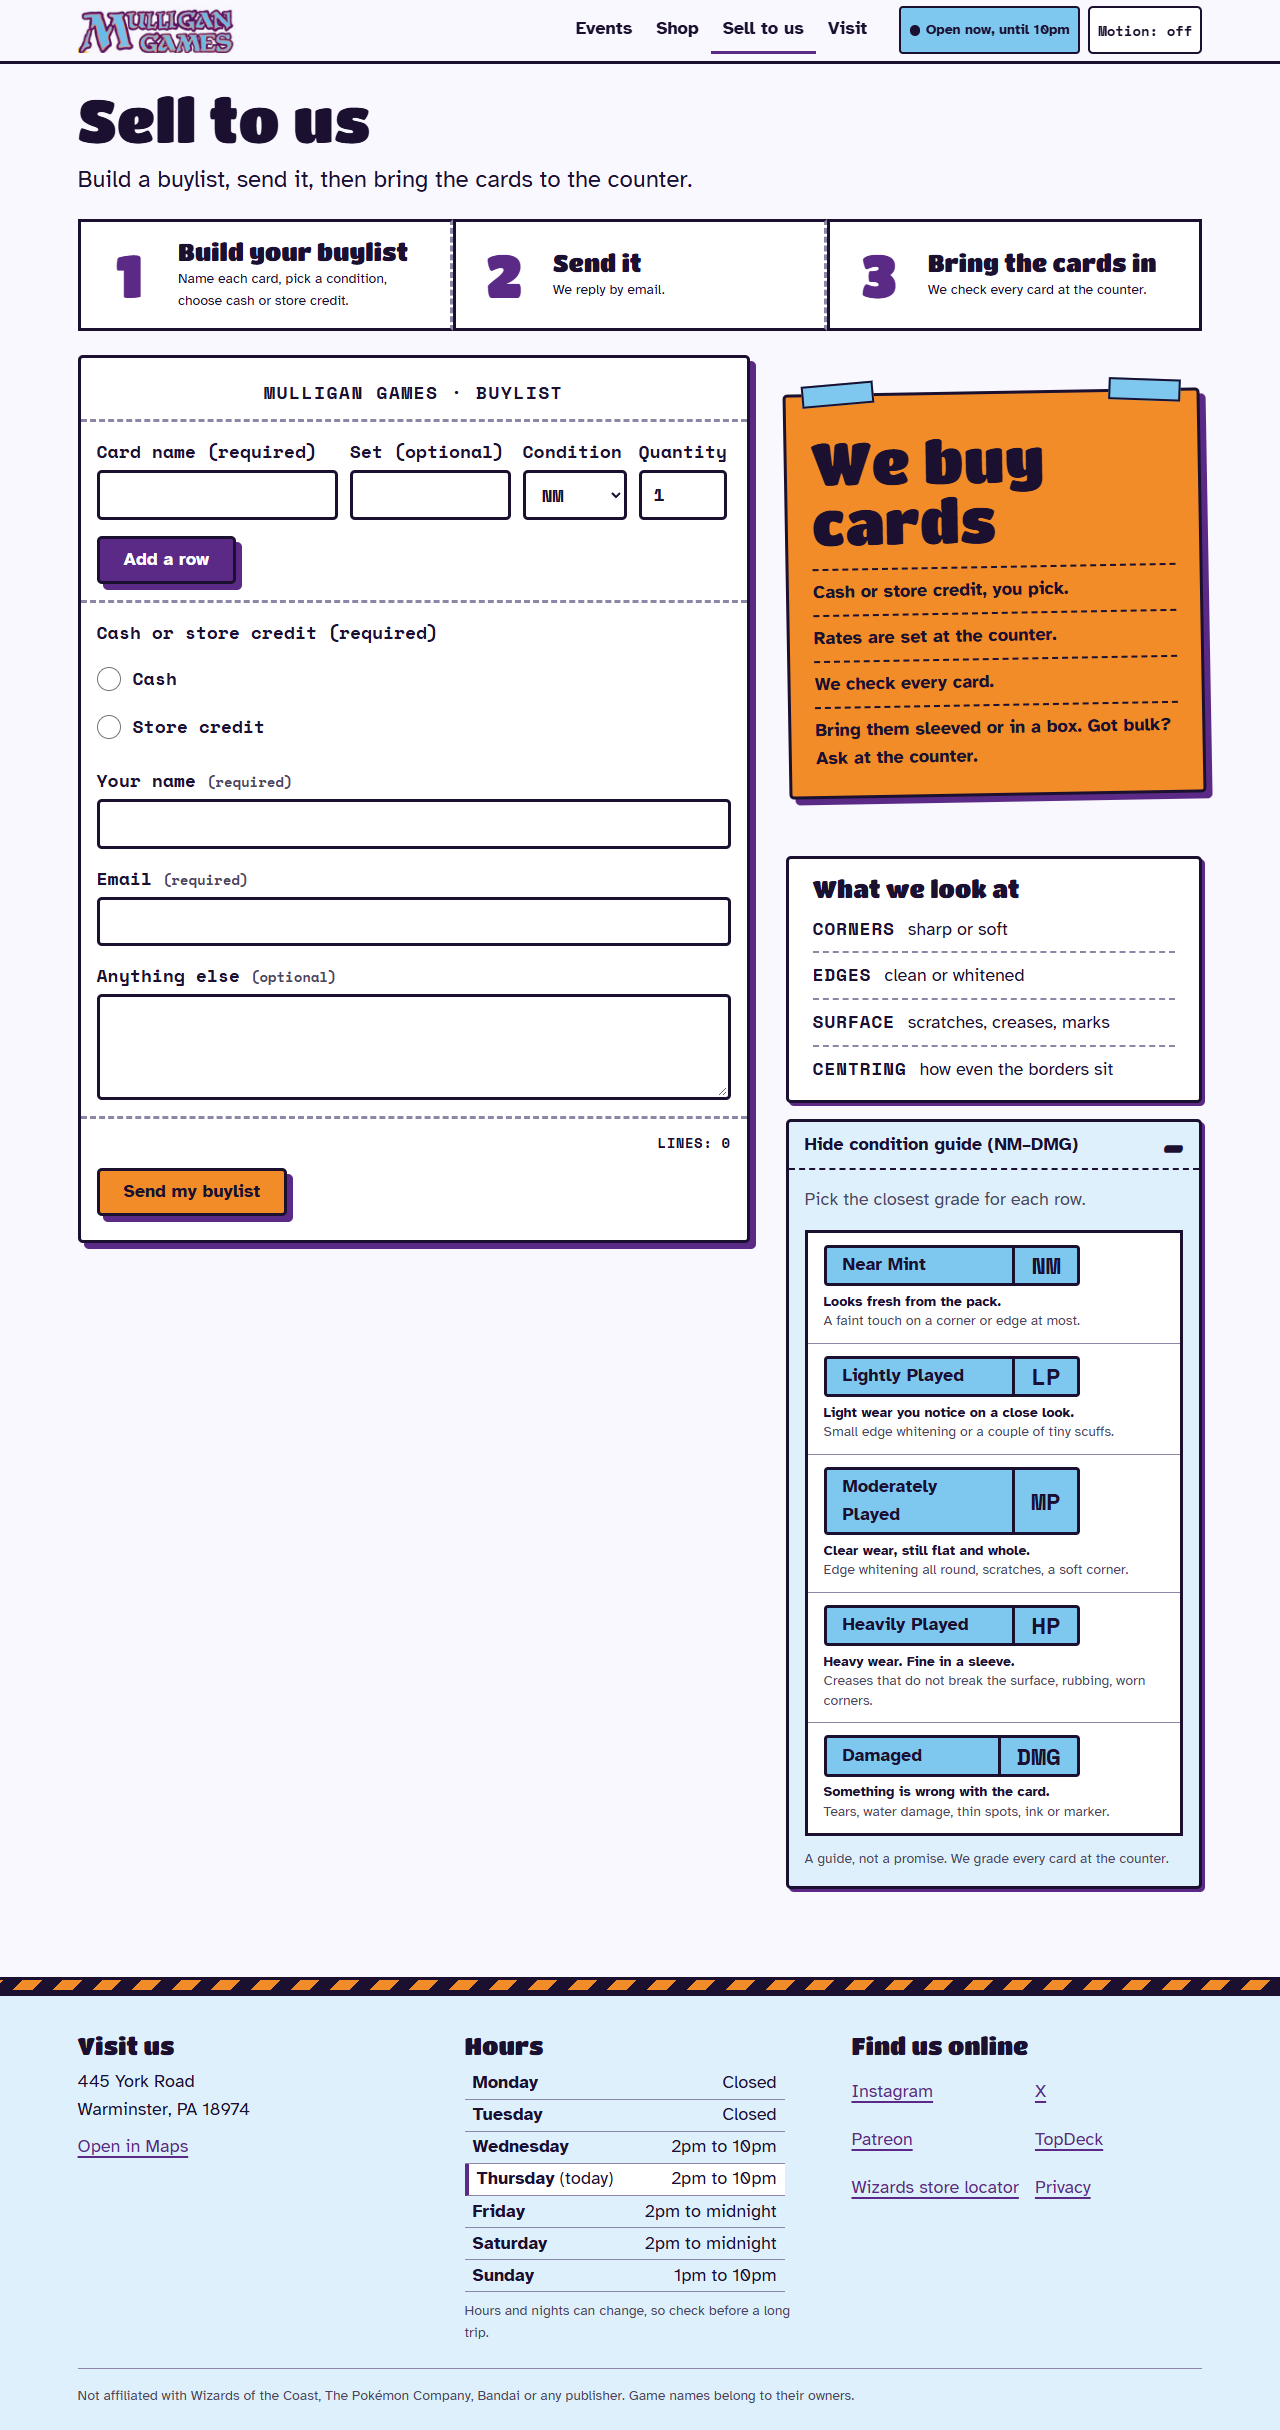 MULLIGAN GAMES
Events Shop Sell to us Visit Open now, until 10pm Motion: off
Sell to us
Build a buylist, send it, then bring the cards to the counter.
1
Build your buylist
Name each card, pick a condition,
choose cash or store credit.
2
Send it
We reply by email.
3
Bring the cards in
We check every card at the counter.
MULLIGAN GAMES · BUYLIST
Card name (required) Set (optional) Condition Quantity
NM 1
Add a row
Cash or store credit (required)
Cash
Store credit
Your name (required)
Email (required)
Anything else (optional)
LINES: 0
Send my buylist
We buy
cards
Cash or store credit, you pick.
Rates are set at the counter.
We check every card.
Bring them sleeved or in a box. Got bulk?
Ask at the counter.
What we look at
CORNERS sharp or soft
EDGES clean or whitened
SURFACE scratches, creases, marks
CENTRING how even the borders sit
Hide condition guide (NM–DMG)
Pick the closest grade for each row.
Near Mint NM
Looks fresh from the pack.
A faint touch on a corner or edge at most.
Lightly Played LP
Light wear you notice on a close look.
Small edge whitening or a couple of tiny scuffs.
Moderately
Played
MP
Clear wear, still flat and whole.
Edge whitening all round, scratches, a soft corner.
Heavily Played HP
Heavy wear. Fine in a sleeve.
Creases that do not break the surface, rubbing, worn
corners.
Damaged DMG
Something is wrong with the card.
Tears, water damage, thin spots, ink or marker.
A guide, not a promise. We grade every card at the counter.
Visit us
445 York Road
Warminster, PA 18974
Open in Maps
Hours
Monday Closed
Tuesday Closed
Wednesday 2pm to 10pm
Thursday (today) 2pm to 10pm
Friday 2pm to midnight
Saturday 2pm to midnight
Sunday 1pm to 10pm
Hours and nights can change, so check before a long
trip.
Find us online
Instagram X
Patreon TopDeck
Wizards store locator Privacy
Not affiliated with Wizards of the Coast, The Pokémon Company, Bandai or any publisher. Game names belong to their owners.